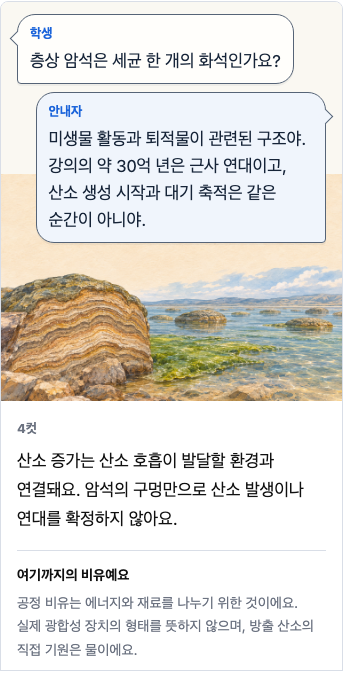 학생
층상 암석은 세균 한 개의 화석인가요?
안내자
미생물 활동과 퇴적물이 관련된 구조야.
강의의 약 30억 년은 근사 연대이고,
산소 생성 시작과 대기 축적은 같은
순간이 아니야.
4컷
산소 증가는 산소 호흡이 발달할 환경과
연결돼요. 암석의 구멍만으로 산소 발생이나
연대를 확정하지 않아요.
여기까지의 비유예요
공정 비유는 에너지와 재료를 나누기 위한 것이에요.
실제 광합성 장치의 형태를 뜻하지 않으며, 방출 산소의
직접 기원은 물이에요.